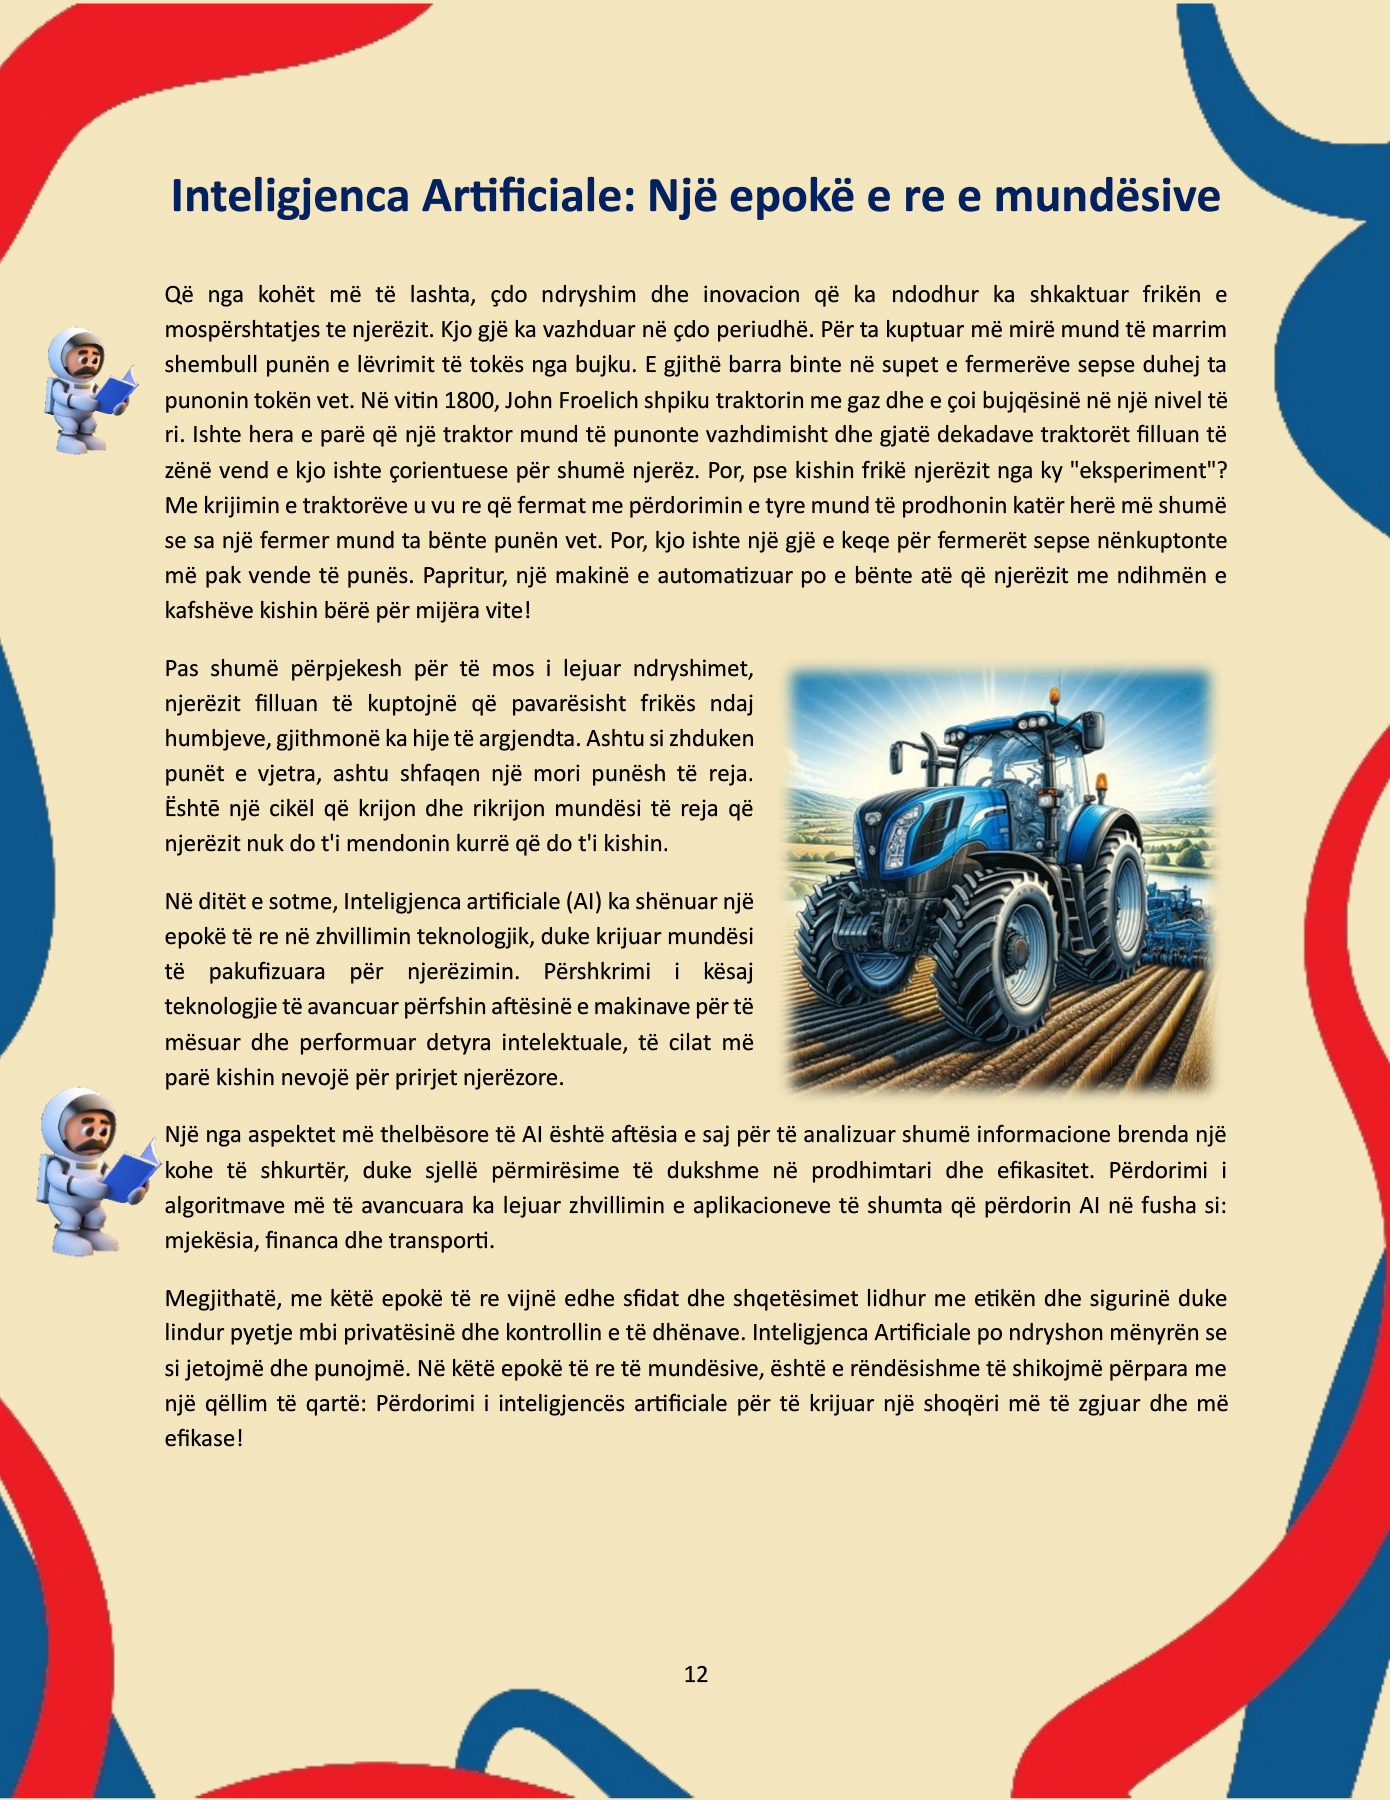 Inteligjenca Artificiale: Një epokë e re e mundësive
Që nga kohët më të lashta, çdo ndryshim dhe inovacion që ka ndodhur ka shkaktuar frikën e
mospërshtatjes te njerëzit. Kjo gjë ka vazhduar në çdo periudhë. Për ta kuptuar më mirë mund të marrim
shembull punën e lëvrimit të tokës nga bujku. E gjithë barra binte në supet e fermerëve sepse duhej ta
punonin tokën vet. Në vitin 1800, John Froelich shpiku traktorin me gaz dhe e çoi bujqësinë në një nivel të
ri. Ishte hera e parë që një traktor mund të punonte vazhdimisht dhe gjatë dekadave traktorët filluan të
zënë vend e kjo ishte çorientuese për shumë njerëz. Por, pse kishin frikë njerëzit nga ky "eksperiment"?
Me krijimin e traktorëve u vu re që fermat me përdorimin e tyre mund të prodhonin katër herë më shumë
se sa një fermer mund ta bënte punën vet. Por, kjo ishte një gjë e keqe për fermerët sepse nënkuptonte
më pak vende të punës. Papritur, një makinë e automatizuar po e bënte atë që njerëzit me ndihmën e
kafshëve kishin bërë për mijëra vite!
Pas shumë përpjekesh për të mos i lejuar ndryshimet,
njerëzit filluan të kuptojnë që pavarësisht frikës ndaj
humbjeve, gjithmonë ka hije të argjendta. Ashtu si zhduken
punët e vjetra, ashtu shfaqen një mori punësh të reja.
Ështē një cikël që krijon dhe rikrijon mundësi të reja që
njerëzit nuk do t'i mendonin kurrë që do t'i kishin.
Në ditët e sotme, Inteligjenca artificiale (AI) ka shënuar një
epokë të re në zhvillimin teknologjik, duke krijuar mundësi
të pakufizuara për njerëzimin. Përshkrimi i kësaj
teknologjie të avancuar përfshin aftësinë e makinave për të
mësuar dhe performuar detyra intelektuale, të cilat më
parë kishin nevojë për prirjet njerëzore.
Një nga aspektet më thelbësore të AI është aftësia e saj për të analizuar shumë informacione brenda një
kohe të shkurtër, duke sjellë përmirësime të dukshme në prodhimtari dhe efikasitet. Përdorimi i
algoritmave më të avancuara ka lejuar zhvillimin e aplikacioneve të shumta që përdorin AI në fusha si:
mjekësia, financa dhe transporti.
Megjithatë, me këtë epokë të re vijnë edhe sfidat dhe shqetësimet lidhur me etikën dhe sigurinë duke
lindur pyetje mbi privatësinë dhe kontrollin e të dhënave. Inteligjenca Artificiale po ndryshon mënyrën se
si jetojmë dhe punojmë. Në këtë epokë të re të mundësive, është e rëndësishme të shikojmë përpara me
një qëllim të qartë: Përdorimi i inteligjencës artificiale për të krijuar një shoqëri më të zgjuar dhe më
efikase!
12